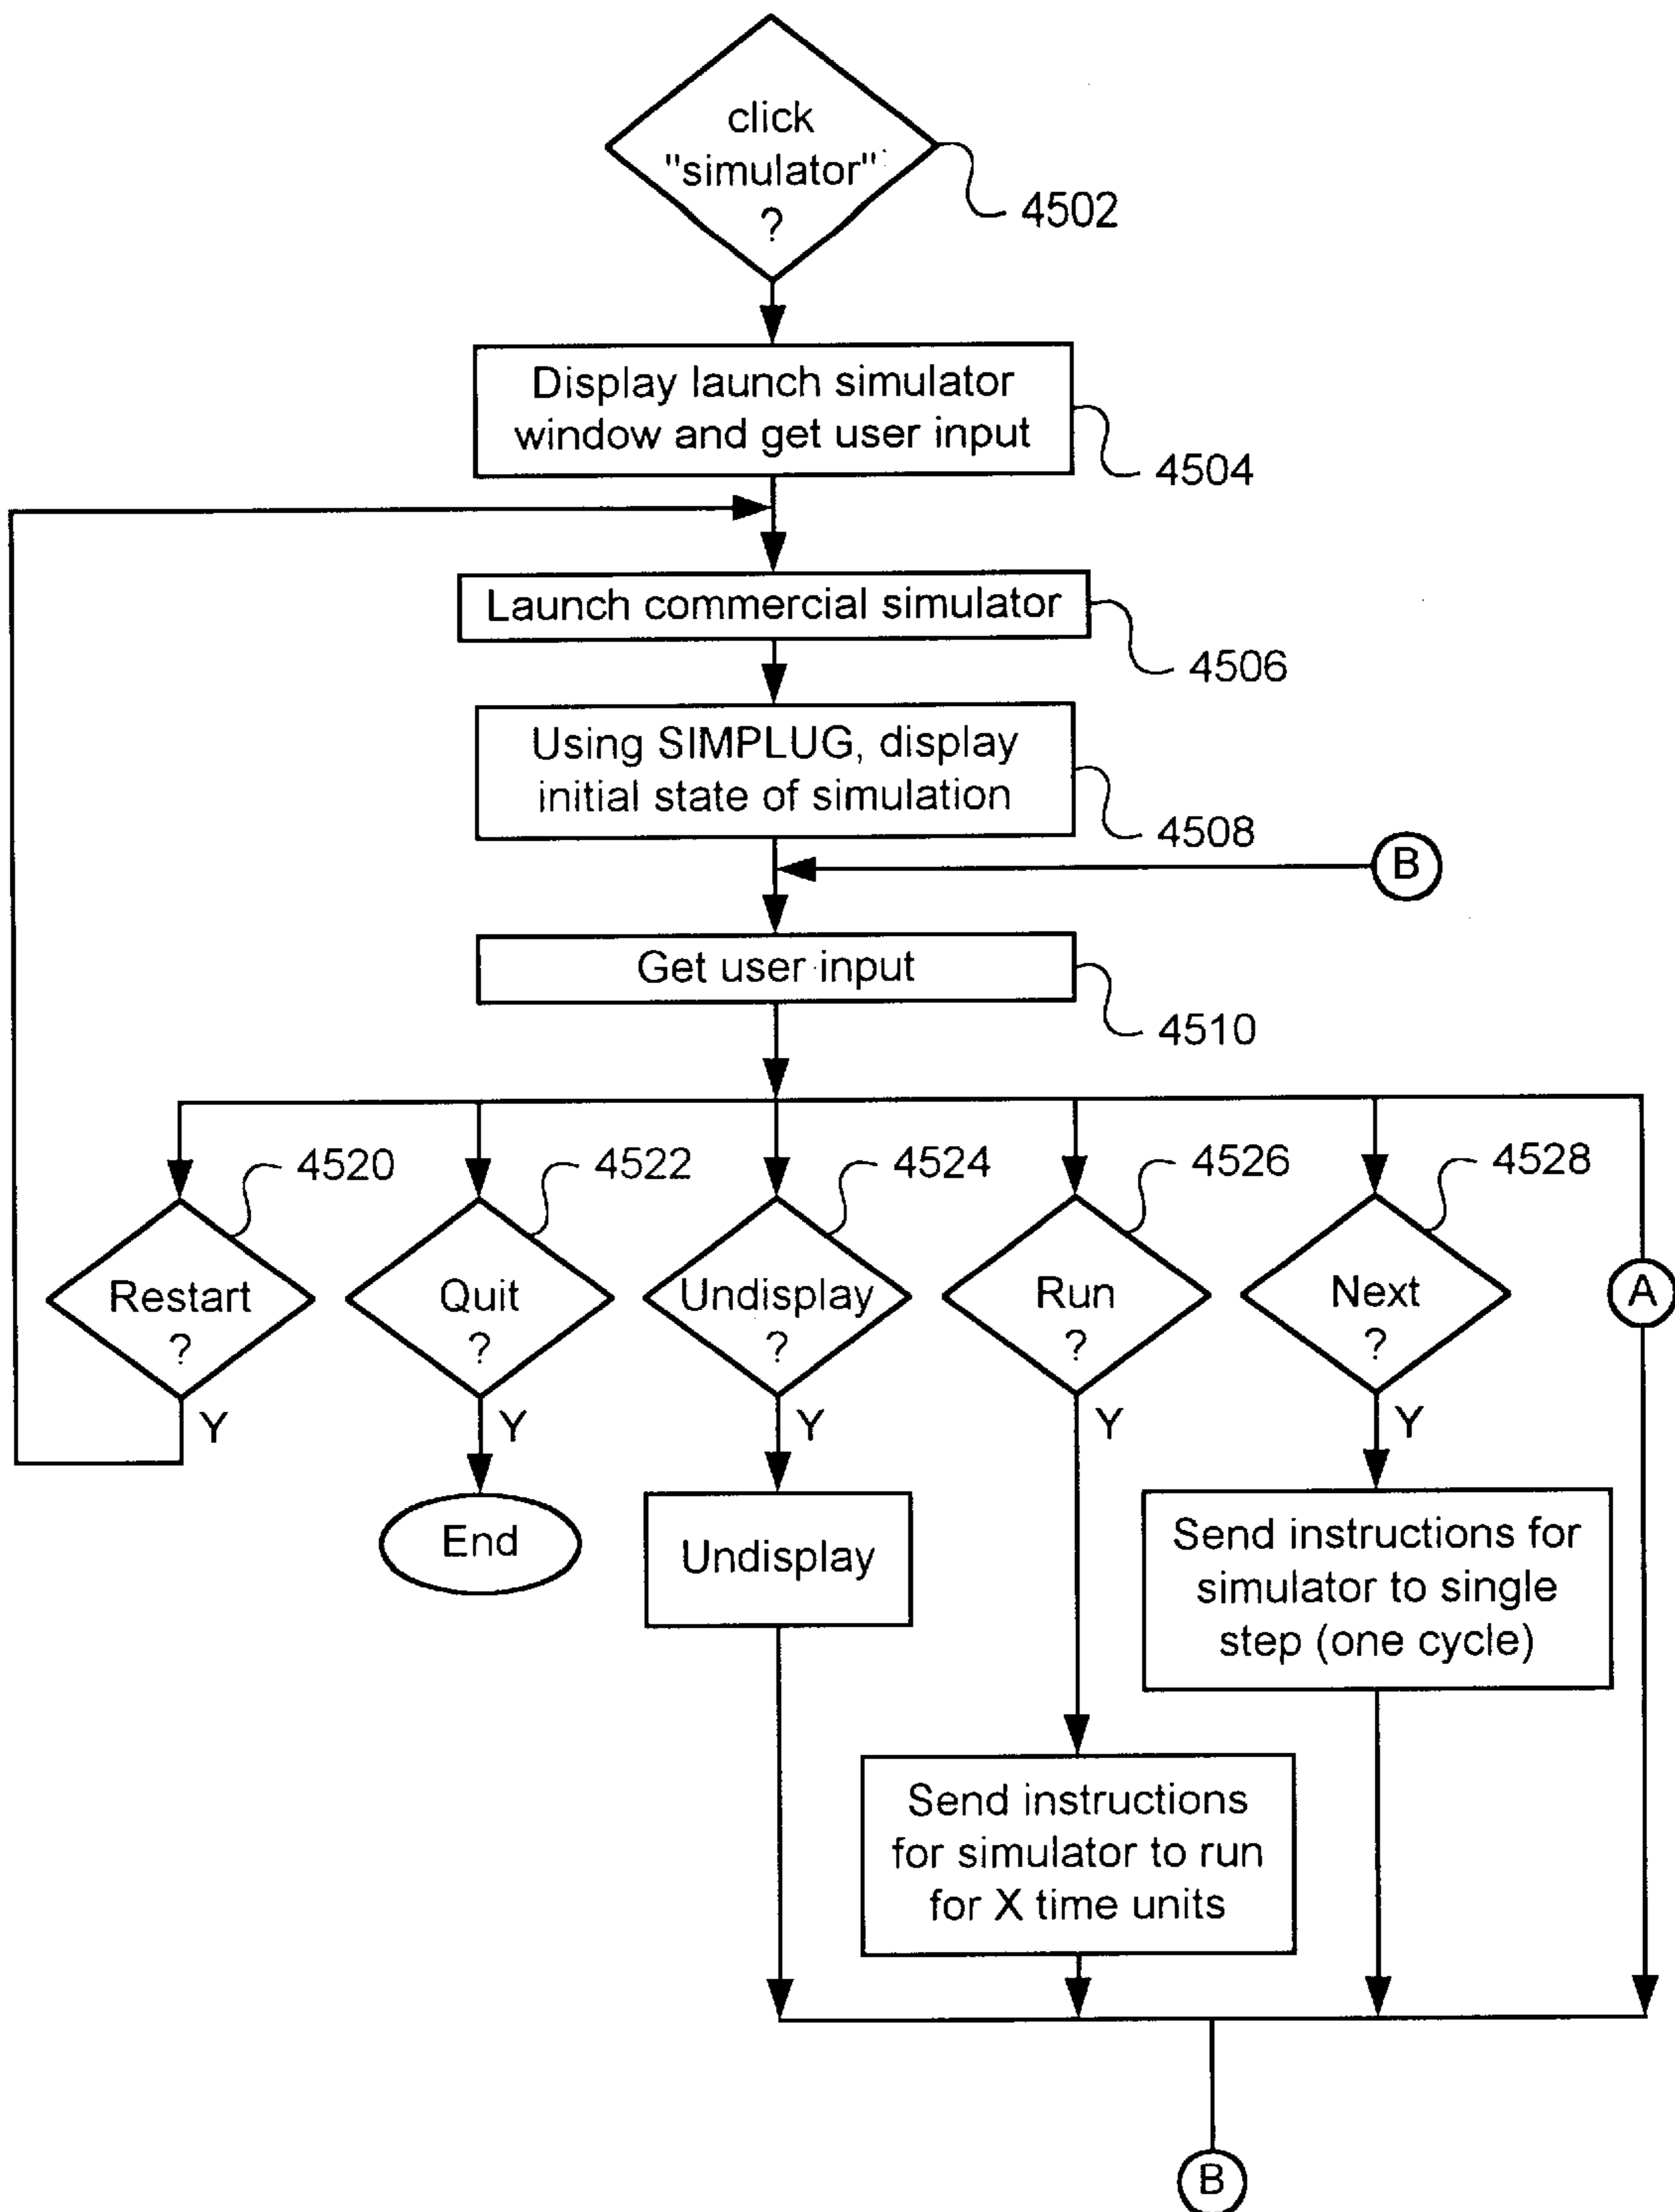 click
"simulator"
?
4502
Display launch simulator
window and get user input
4504
Launch commercial simulator
4506
Using SIMPLUG, display
initial state of simulation
4508
B
Get user input
4510
4520
4522
4524
4526
4528
Restart
?
Quit
?
Undisplay
?
Run
?
Next
?
A
Y
Y
Y
Y
Y
End
Undisplay
Send instructions for
simulator to single
step (one cycle)
Send instructions
for simulator to run
for X time units
B